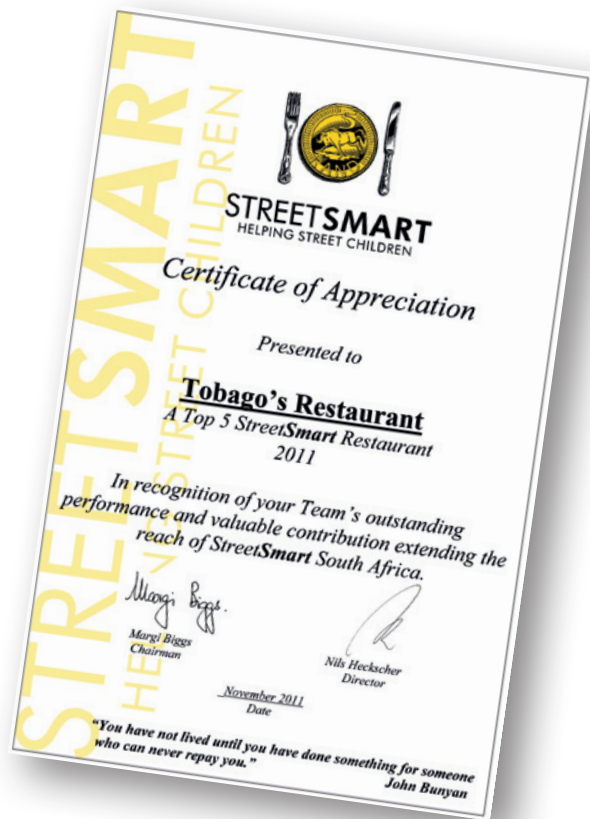 STREETSMART
HELPING STREET CHILDREN
RAND
STREETSMART
HELPING STREET CHILDREN
Certificate of Appreciation
Presented to
Tobago's Restaurant
A Top 5 StreetSmart Restaurant
2011
In recognition of your Team's outstanding
performance and valuable contribution extending the
reach of StreetSmart South Africa.
Margi Biggs.
Margi Biggs
Chairman
Nils Heckscher
Director
November 2011
Date
"You have not lived until you have done something for someone
who can never repay you."
John Bunyan